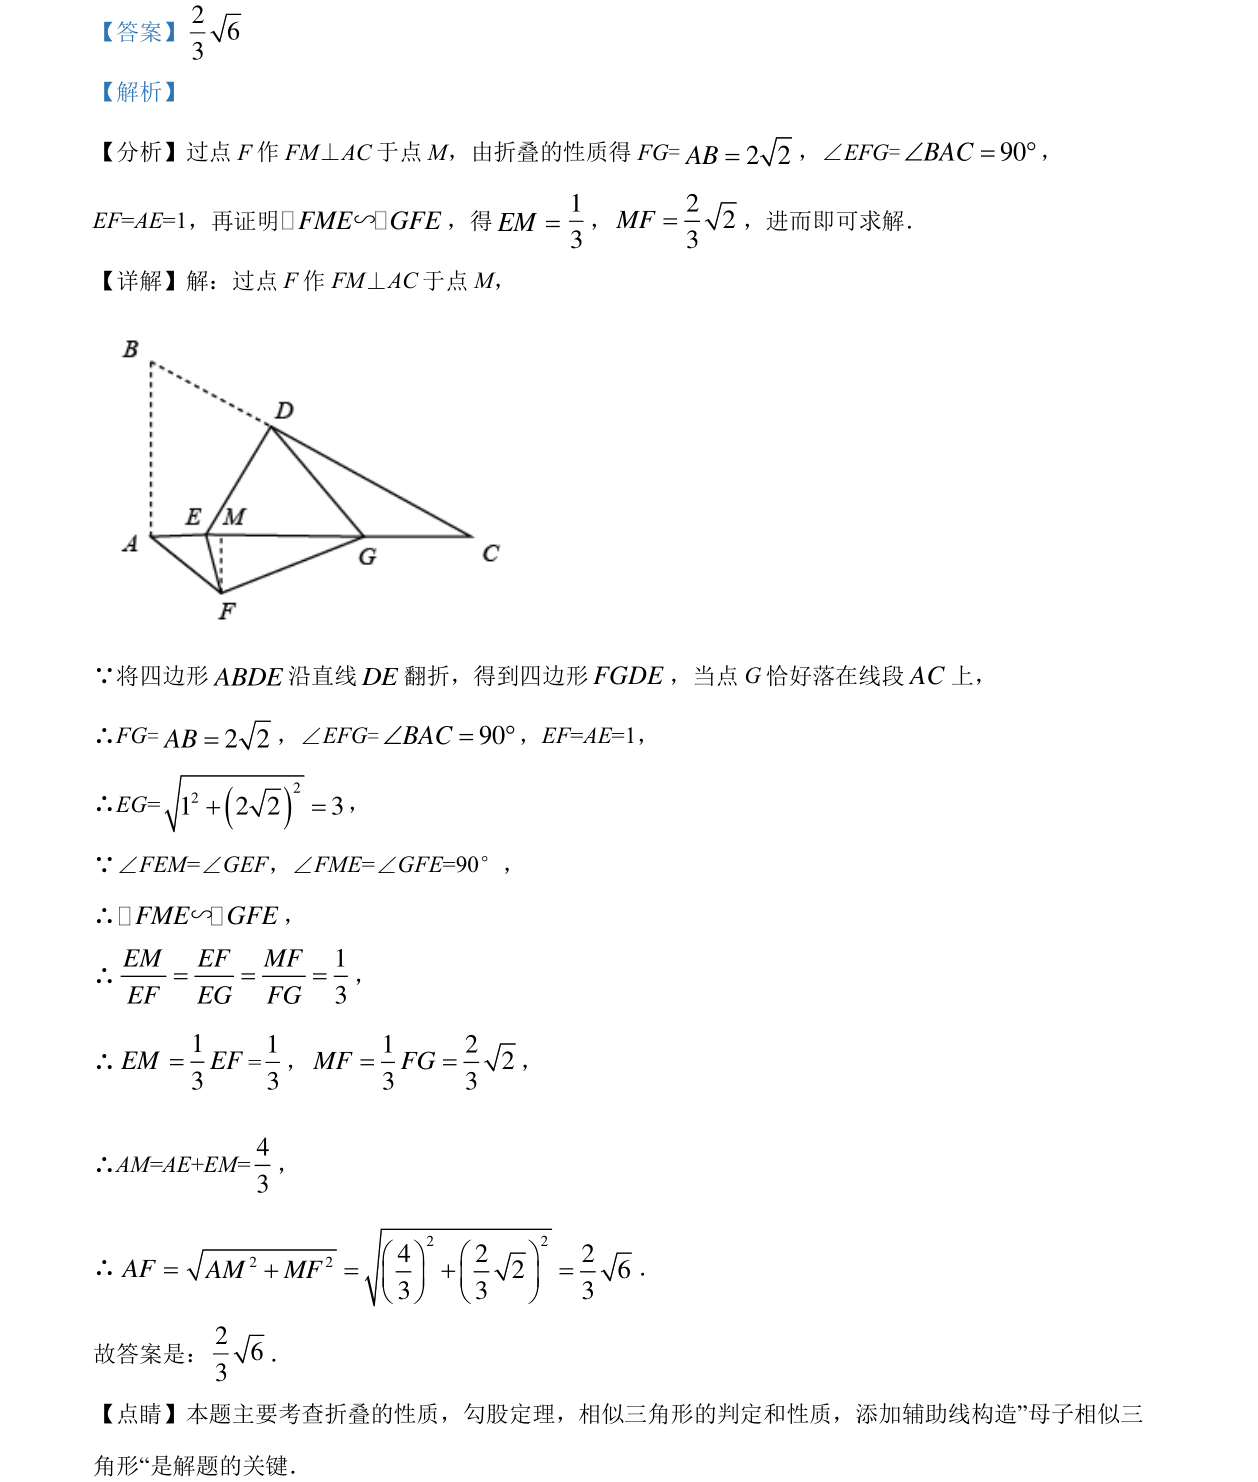 【答案】$\frac{2}{3}\sqrt{6}$
【解析】
【分析】过点 F 作 FM⊥AC 于点 M，由折叠的性质得 FG=$AB=2\sqrt{2}$，∠EFG=$∠BAC=90°$，
EF=AE=1，再证明□FME∽□GFE，得$EM=\frac{1}{3}$，$MF=\frac{2}{3}\sqrt{2}$，进而即可求解．
【详解】解：过点 F 作 FM⊥AC 于点 M，
B
D
E M
A
G
C
F
∵将四边形 ABDE 沿直线 DE 翻折，得到四边形 FGDE，当点 G 恰好落在线段 AC 上，
∴FG=$AB=2\sqrt{2}$，∠EFG=$∠BAC=90°$，EF=AE=1，
∴EG=$\sqrt{1^2+\left(2\sqrt{2}\right)^2}=3$，
∵∠FEM=∠GEF，∠FME=∠GFE=90°，
∴□FME∽□GFE，
∴$\frac{EM}{EF}=\frac{EF}{EG}=\frac{MF}{FG}=\frac{1}{3}$，
∴$EM=\frac{1}{3}EF=\frac{1}{3}$，$MF=\frac{1}{3}FG=\frac{2}{3}\sqrt{2}$，
∴AM=AE+EM=$\frac{4}{3}$，
∴$AF=\sqrt{AM^2+MF^2}=\sqrt{\left(\frac{4}{3}\right)^2+\left(\frac{2}{3}\sqrt{2}\right)^2}=\frac{2}{3}\sqrt{6}$．
故答案是：$\frac{2}{3}\sqrt{6}$．
【点睛】本题主要考查折叠的性质，勾股定理，相似三角形的判定和性质，添加辅助线构造”母子相似三
角形“是解题的关键．